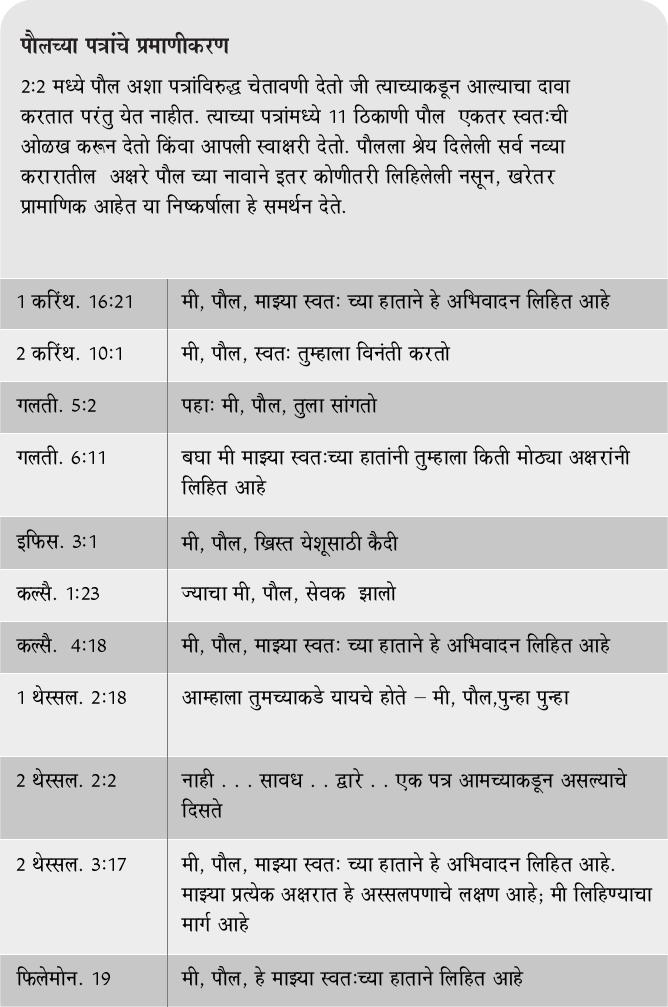 पौलच्या पत्रांचे प्रमाणीकरण
2:2 मध्ये पौल अशा पत्रांविरुद्ध चेतावणी देतो जी त्याच्याकडून आल्याचा दावा
करतात परंतु येत नाहीत. त्याच्या पत्रांमध्ये 11 ठिकाणी पौल एकतर स्वतःची
ओळख करून देतो किंवा आपली स्वाक्षरी देतो. पौलला श्रेय दिलेली सर्व नव्या
करारातील अक्षरे पौल च्या नावाने इतर कोणीतरी लिहिलेली नसून, खरेतर
प्रामाणिक आहेत या निष्कर्षाला हे समर्थन देते.
1 करिंथ. 16:21 मी, पौल, माझ्या स्वतः च्या हाताने हे अभिवादन लिहित आहे
2 करिंथ. 10:1 मी, पौल, स्वतः तुम्हाला विनंती करतो
गलती. 5:2 पहाः मी, पौल, तुला सांगतो
गलती. 6:11 बघा मी माझ्या स्वतःच्या हातांनी तुम्हाला किती मोठ्या अक्षरांनी
लिहित आहे
इफिस. 3:1 मी, पौल, ख्रिस्त येशूसाठी कैदी
कल्सै. 1:23 ज्याचा मी, पौल, सेवक झालो
कल्सै. 4:18 मी, पौल, माझ्या स्वतः च्या हाताने हे अभिवादन लिहित आहे
1 थेस्सल. 2:18 आम्हाला तुमच्याकडे यायचे होते – मी, पौल,पुन्हा पुन्हा
2 थेस्सल. 2:2 नाही . . . सावध . . द्वारे . . एक पत्र आमच्याकडून असल्याचे
दिसते
2 थेस्सल. 3:17 मी, पौल, माझ्या स्वतः च्या हाताने हे अभिवादन लिहित आहे.
माझ्या प्रत्येक अक्षरात हे अस्सलपणाचे लक्षण आहे; मी लिहिण्याचा
मार्ग आहे
फिलेमोन. 19 मी, पौल, हे माझ्या स्वतःच्या हाताने लिहित आहे